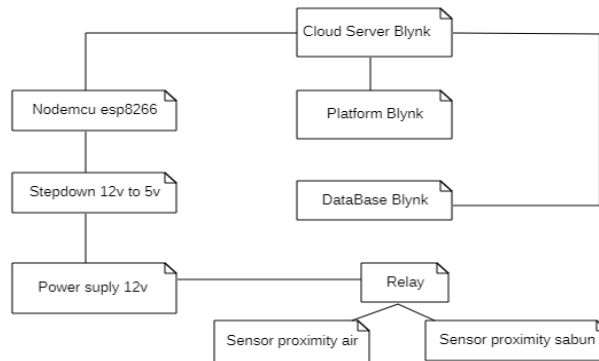 Cloud Server Blynk
Nodemcu esp8266
Platform Blynk
Stepdown 12v to 5v
DataBase Blynk
Power suply 12v
Relay
Sensor proximity air
Sensor proximity sabun